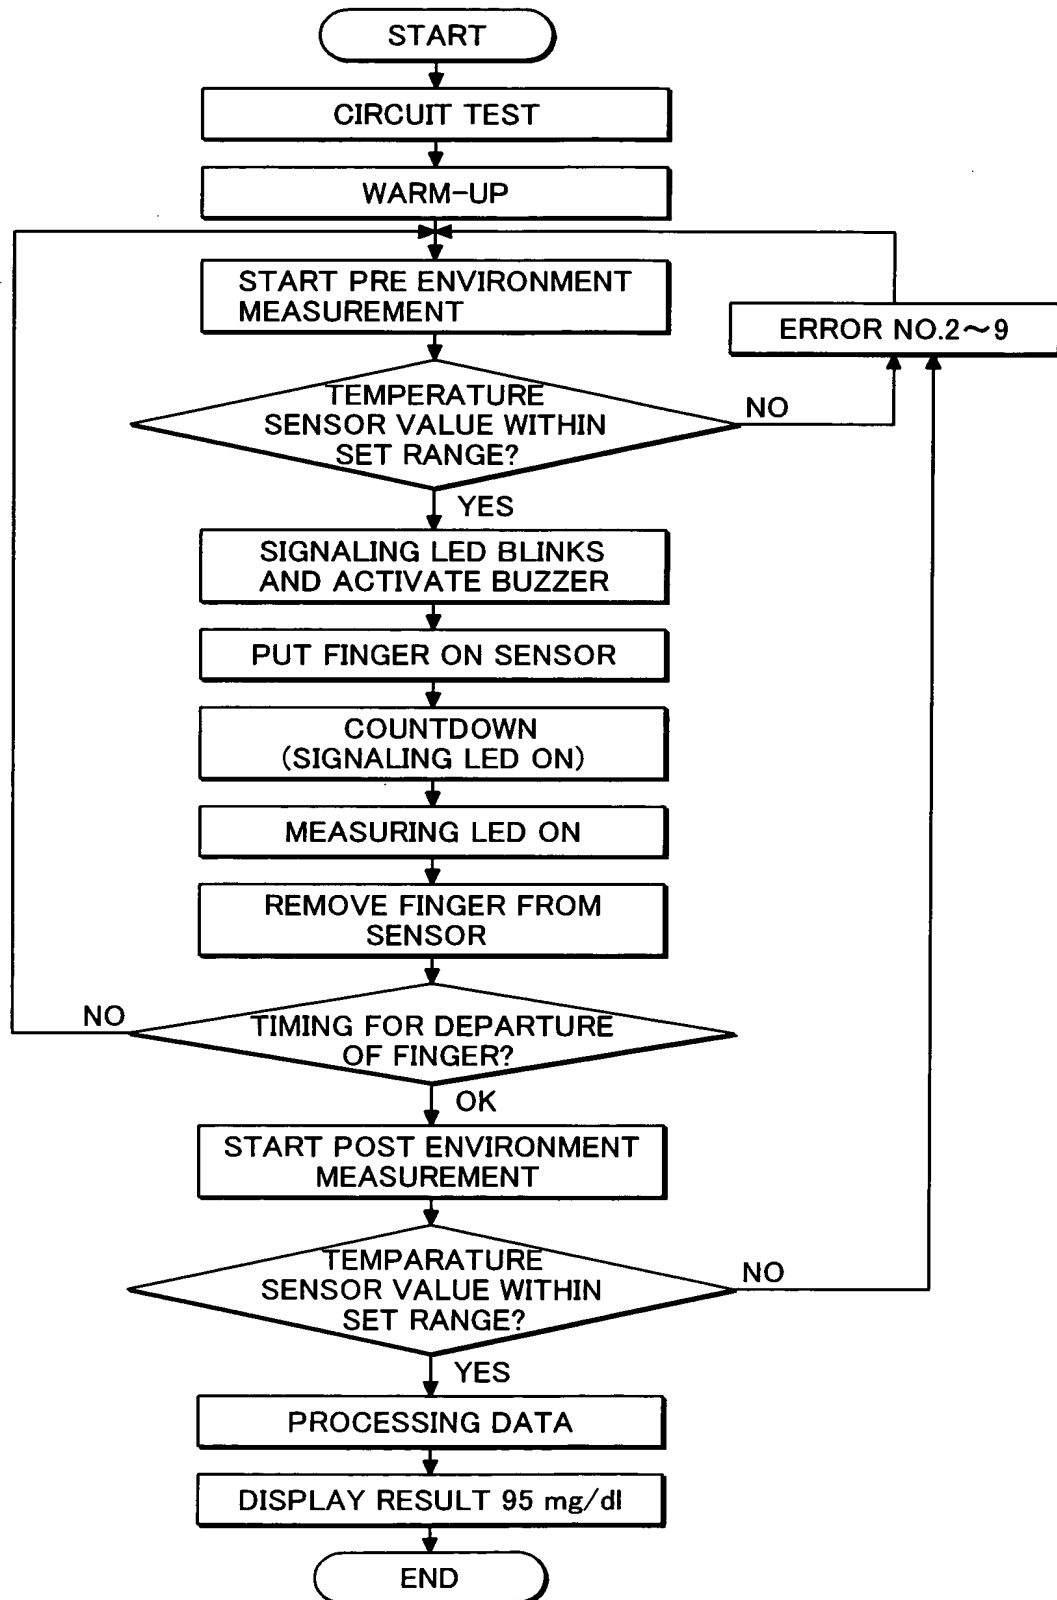 START
CIRCUIT TEST
WARM-UP
START PRE ENVIRONMENT
MEASUREMENT
ERROR NO.2～9
TEMPERATURE
SENSOR VALUE WITHIN
SET RANGE?
NO
YES
SIGNALING LED BLINKS
AND ACTIVATE BUZZER
PUT FINGER ON SENSOR
COUNTDOWN
(SIGNALING LED ON)
MEASURING LED ON
REMOVE FINGER FROM
SENSOR
NO
TIMING FOR DEPARTURE
OF FINGER?
OK
START POST ENVIRONMENT
MEASUREMENT
TEMPARATURE
SENSOR VALUE WITHIN
SET RANGE?
NO
YES
PROCESSING DATA
DISPLAY RESULT 95 mg/dl
END